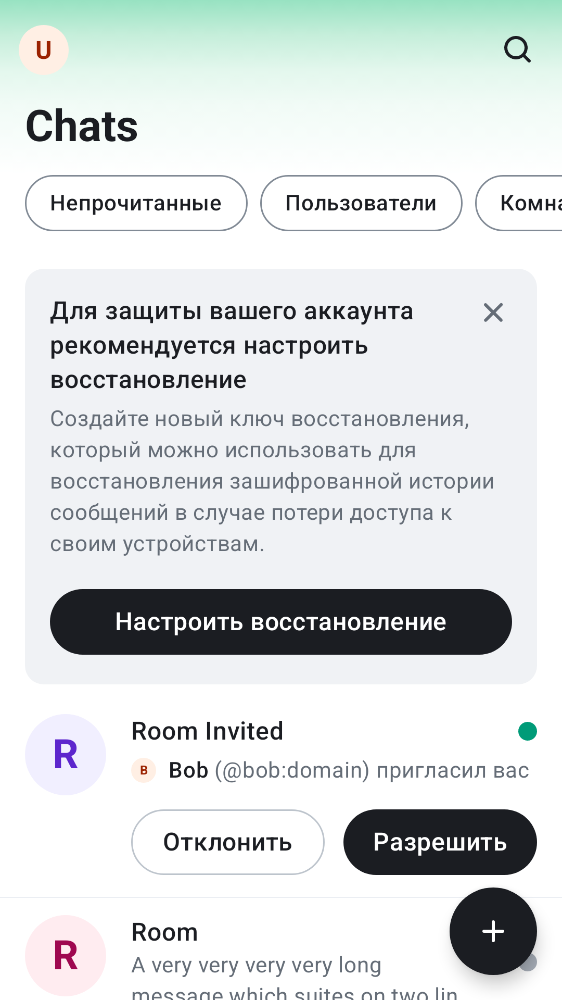 U
Chats
Непрочитанные
Пользователи
Комна
Для защиты вашего аккаунта
рекомендуется настроить
восстановление
Создайте новый ключ восстановления,
который можно использовать для
восстановления зашифрованной истории
сообщений в случае потери доступа к
своим устройствам.
Настроить восстановление
R
Room Invited
B
Bob (@bob:domain) пригласил вас
Отклонить
Разрешить
R
Room
A very very very very long
message which suites on two lin